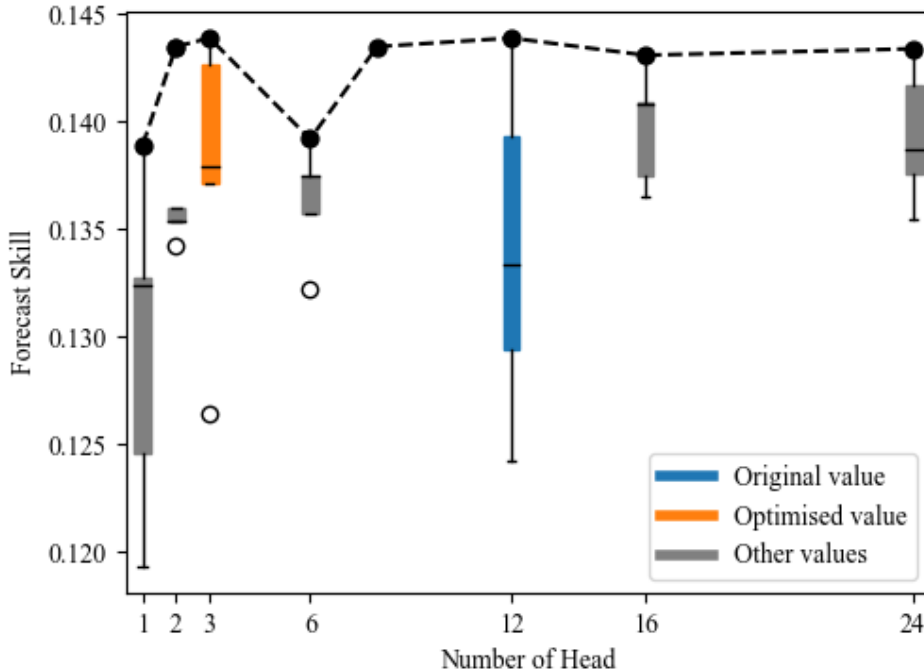 0.145
0.140
0.135
0.130
0.125
0.120
Forecast Skill
Original value
Optimised value
Other values
1 2 3 6 12 16 24
Number of Head